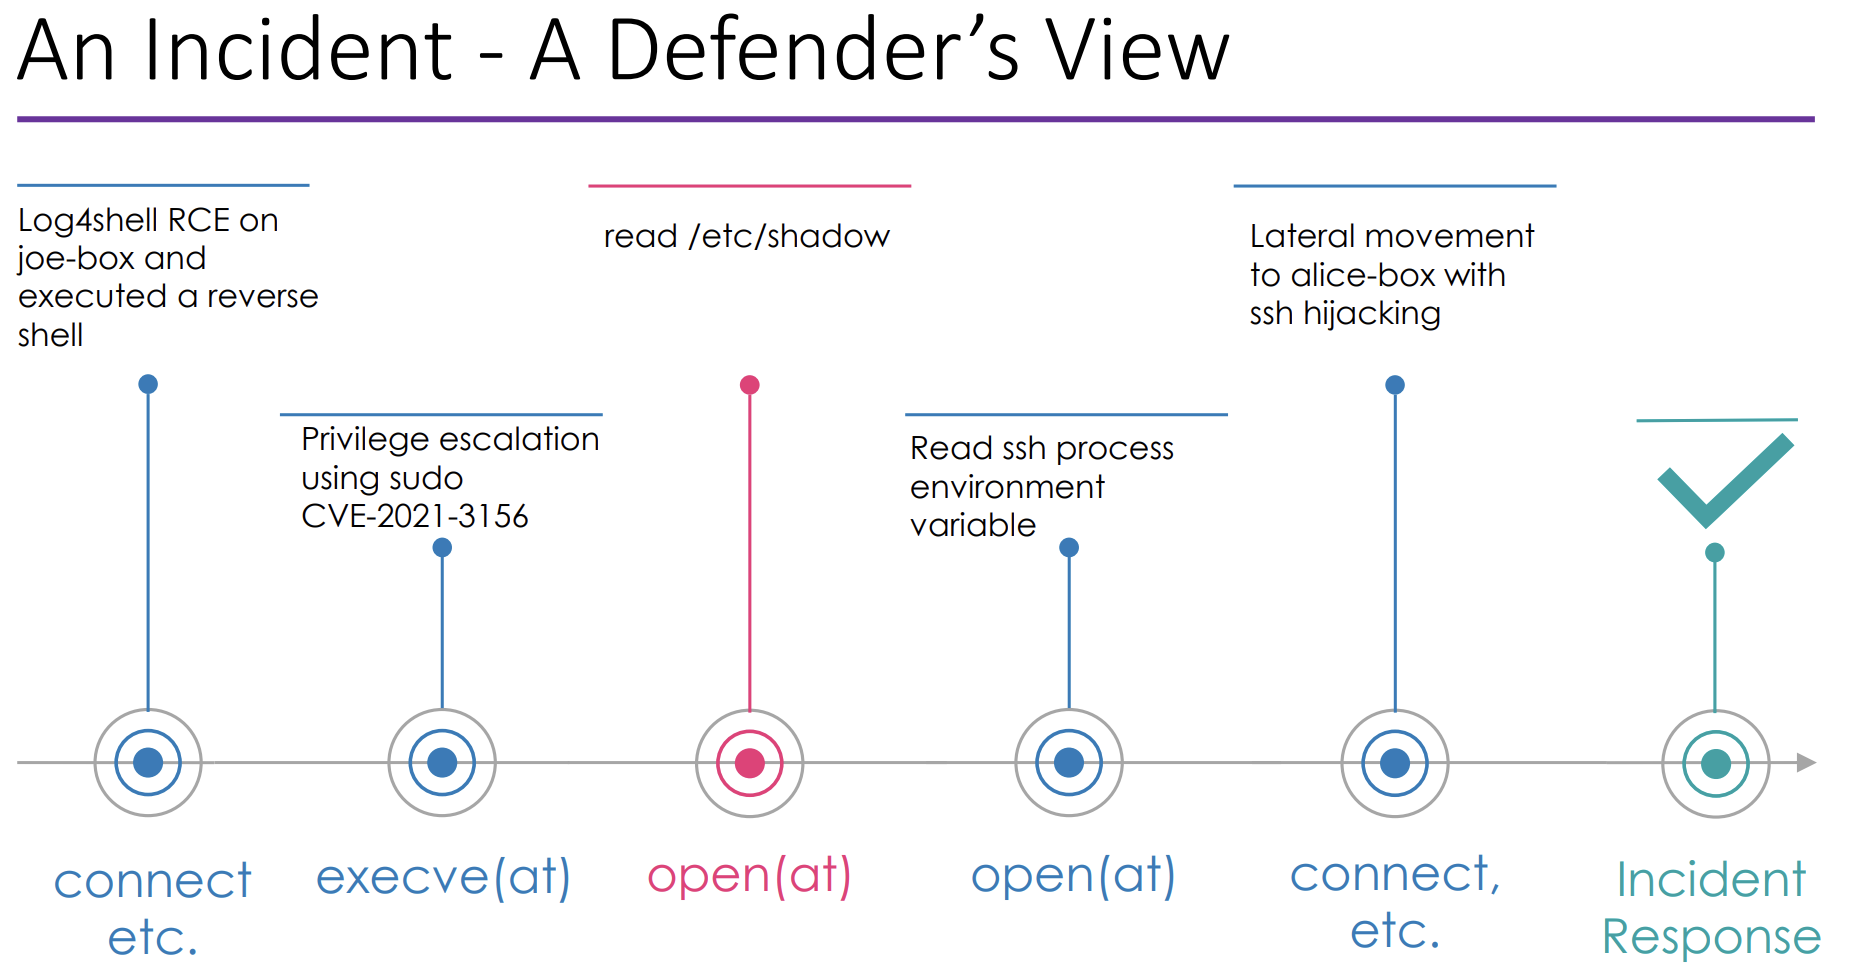 An Incident - A Defender’s View
Log4shell RCE on
joe-box and
executed a reverse
shell
Privilege escalation
using sudo
CVE-2021-3156
read /etc/shadow
Read ssh process
environment
variable
Lateral movement
to alice-box with
ssh hijacking
connect
etc.
execve(at)
open(at)
open(at)
connect,
etc.
Incident
Response